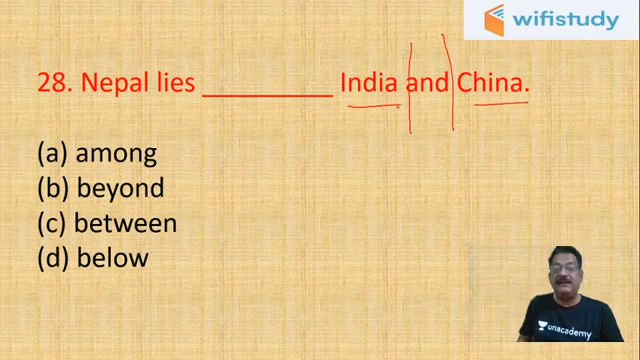 wifistudy
28. Nepal lies __________ India and China.
(a) among
(b) beyond
(c) between
(d) below
unacademy